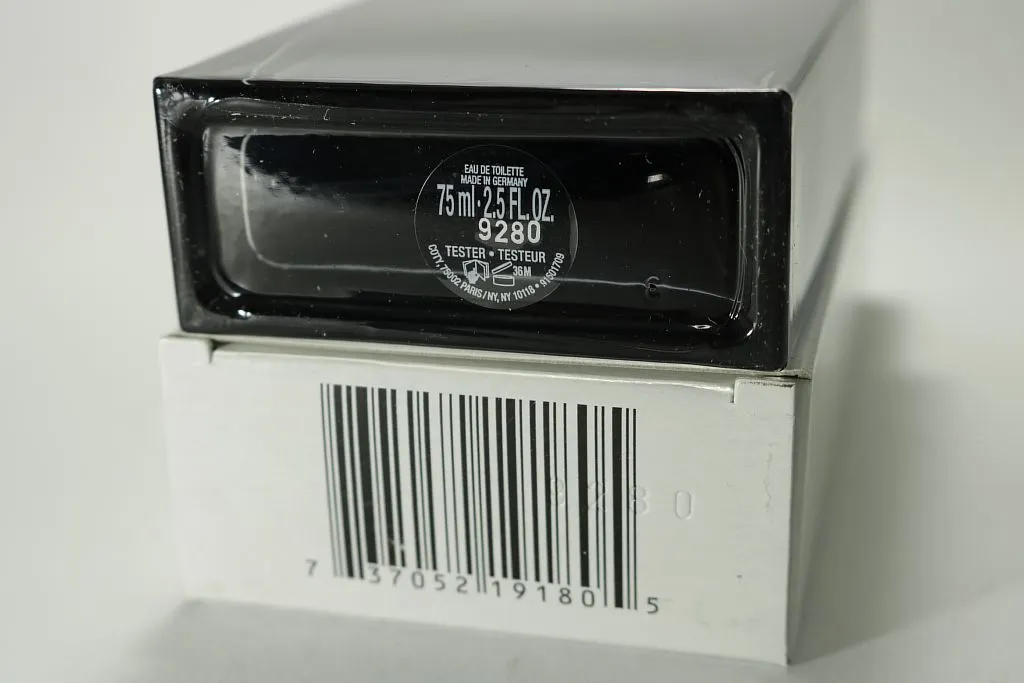 EAU DE TOILETTE
MADE IN GERMANY
75 ml·2.5 FL.OZ.
9280
TESTER • TESTEUR
36M
COTY, 75002 PARIS / NY, NY 10118 • 91501709
9280
7 37052 19180 5